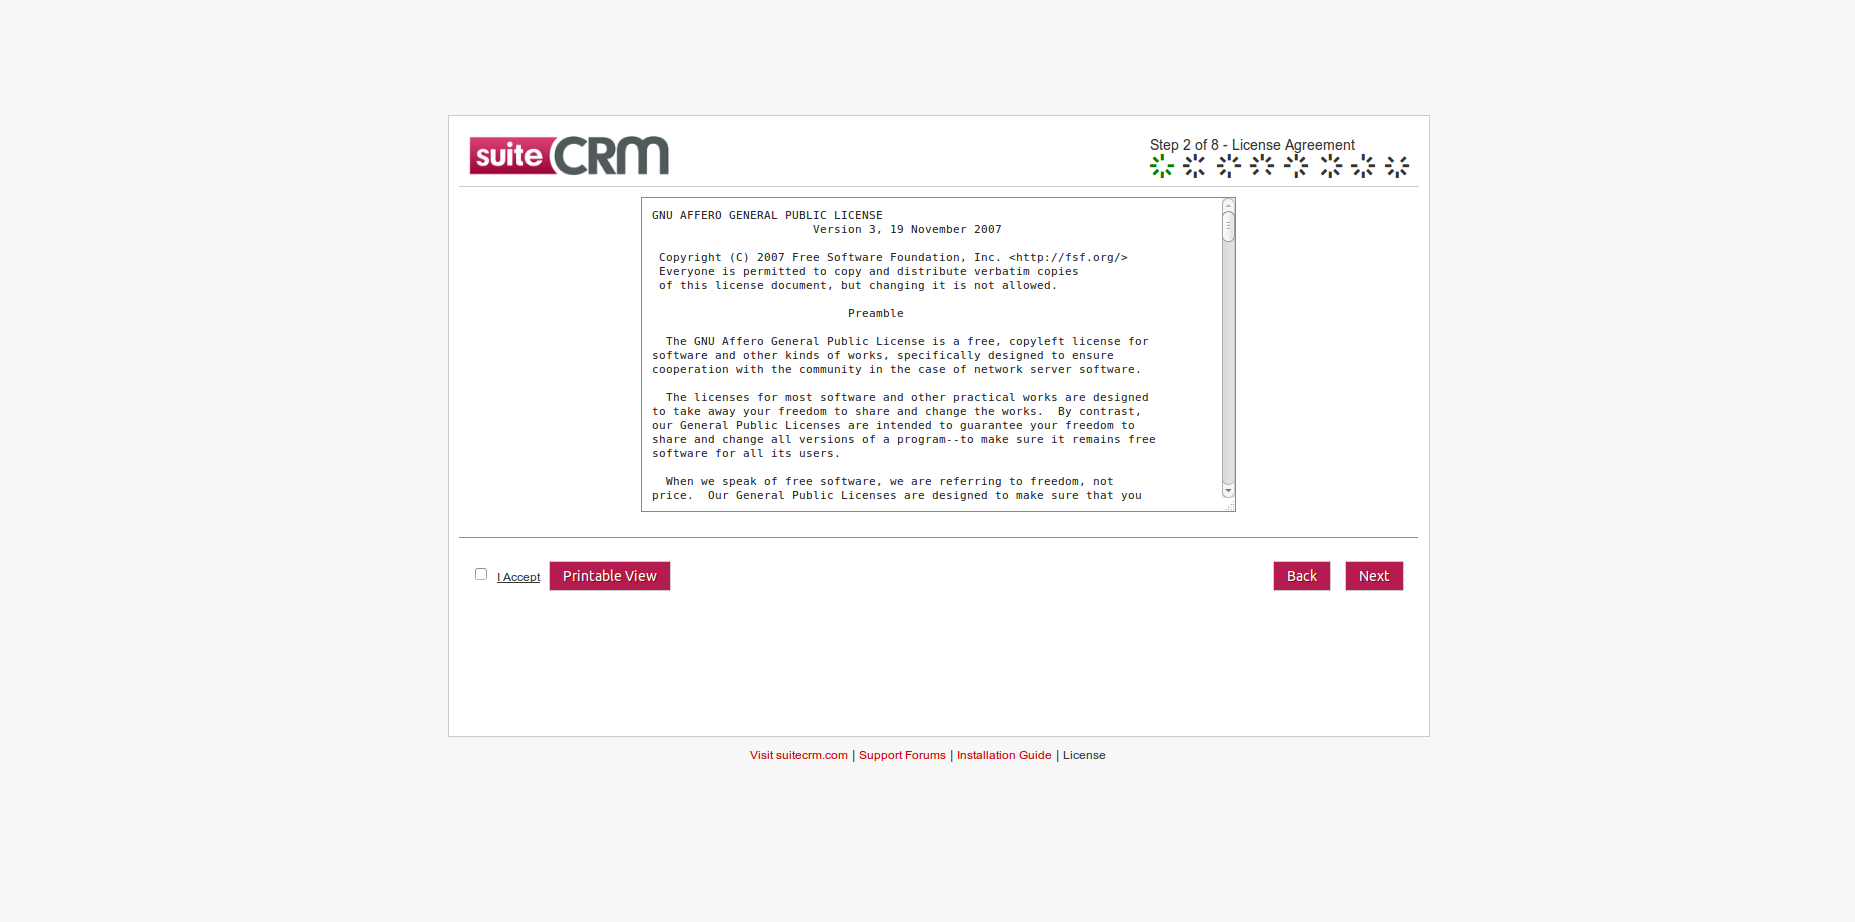 suiteCRM
Step 2 of 8 - License Agreement
GNU AFFERO GENERAL PUBLIC LICENSE
Version 3, 19 November 2007
Copyright (C) 2007 Free Software Foundation, Inc. <http://fsf.org/>
Everyone is permitted to copy and distribute verbatim copies
of this license document, but changing it is not allowed.
Preamble
The GNU Affero General Public License is a free, copyleft license for
software and other kinds of works, specifically designed to ensure
cooperation with the community in the case of network server software.
The licenses for most software and other practical works are designed
to take away your freedom to share and change the works.  By contrast,
our General Public Licenses are intended to guarantee your freedom to
share and change all versions of a program--to make sure it remains free
software for all its users.
When we speak of free software, we are referring to freedom, not
price.  Our General Public Licenses are designed to make sure that you
I Accept Printable View Back Next
Visit suitecrm.com | Support Forums | Installation Guide | License